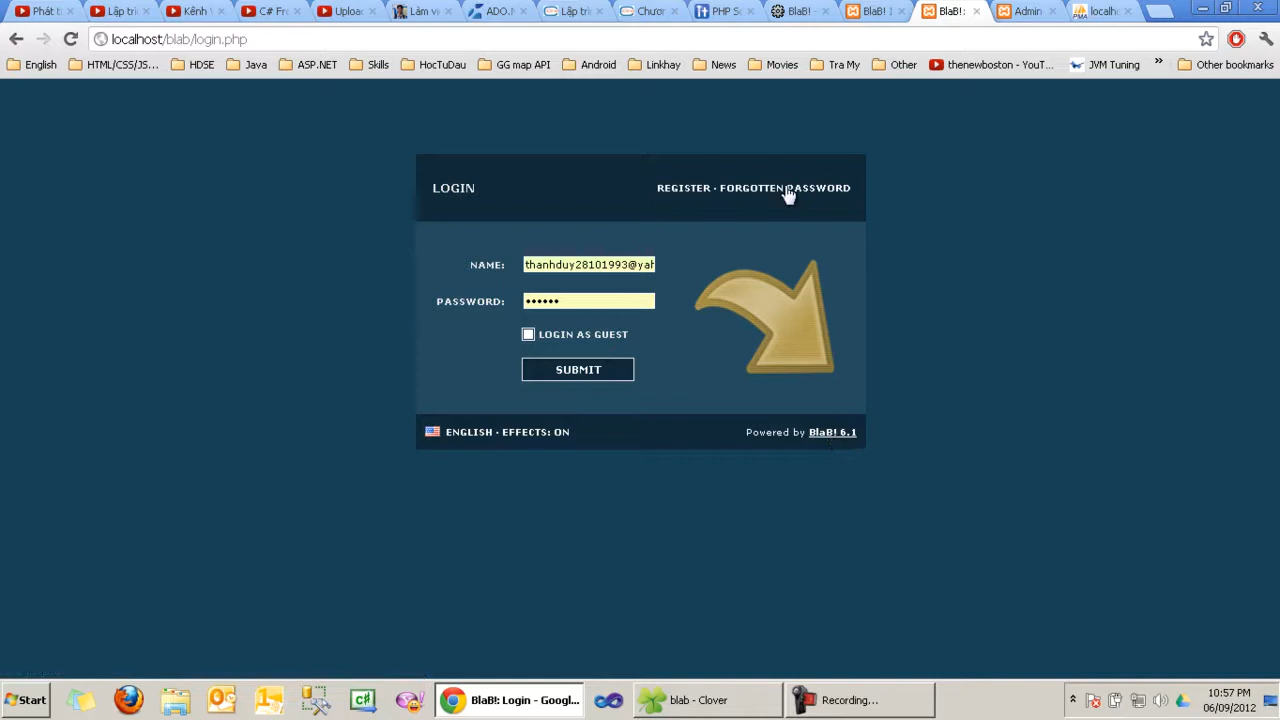 Phát t
Lập trì
Kênh
C# Fro
Uploa
Làm v
ADO.N
Lập trì
Chươ
PHP S
BlaB! -
BlaB!
BlaB!:
Admin
localh
localhost/blab/login.php
English
HTML/CSS/JS...
HDSE
Java
ASP.NET
Skills
HocTuDau
GG map API
Android
Linkhay
News
Movies
Tra My
Other
thenewboston - YouT...
JVM Tuning
»
Other bookmarks
LOGIN
REGISTER · FORGOTTEN PASSWORD
NAME: thanhduy28101993@yah
PASSWORD: ••••••
LOGIN AS GUEST
SUBMIT
ENGLISH · EFFECTS: ON
Powered by BlaB! 6.1
Start
BlaB!: Login - Googl...
blab - Clover
Recording...
10:57 PM
06/09/2012